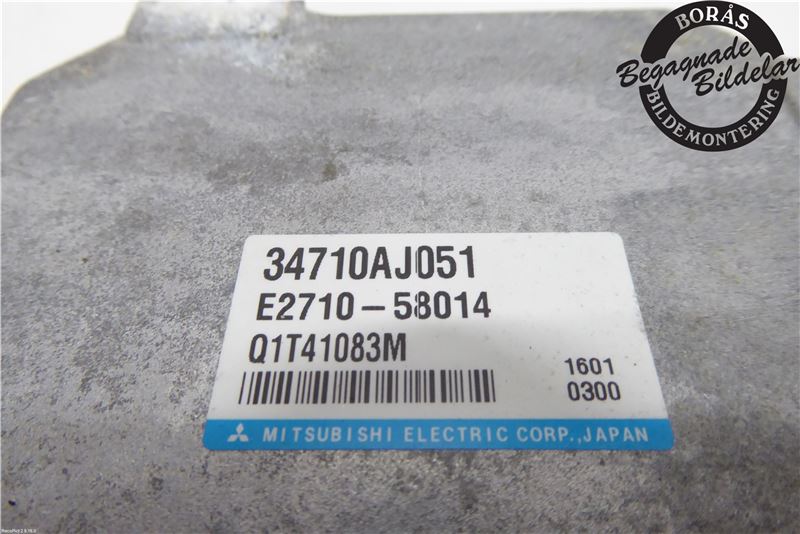 BORÅS
Begagnade
Bildelar
BILDEMONTERING
34710AJ051
E2710-58014
Q1T41083M
1601
0300
MITSUBISHI ELECTRIC CORP.,JAPAN